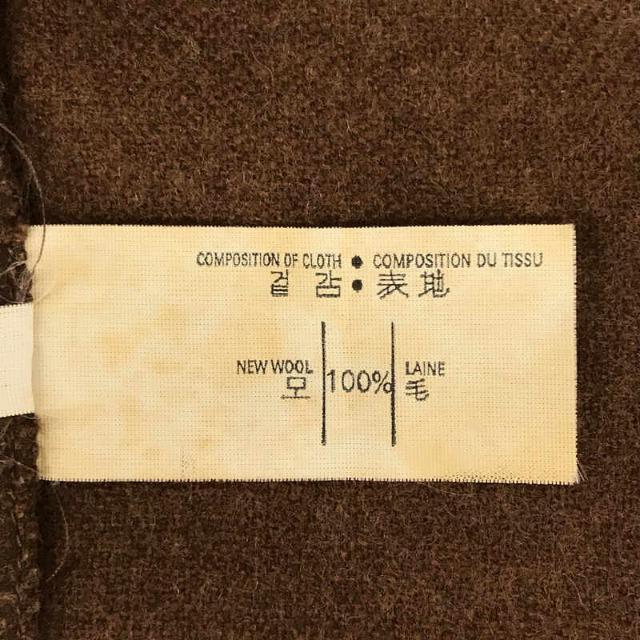 COMPOSITION OF CLOTH ● COMPOSITION DU TISSU
겉 감 ● 表地
NEW WOOL 100% LAINE
모 毛